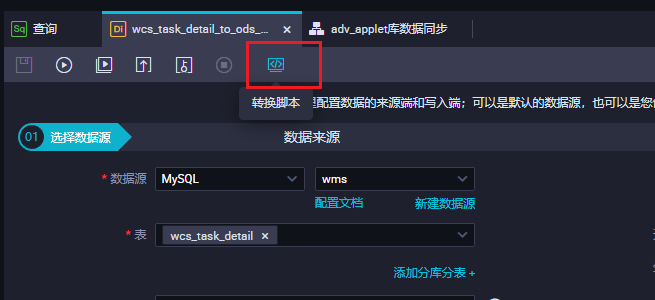 Sq 查询
Di wcs_task_detail_to_ods_...
adv_applet库数据同步
转换脚本
配置数据的来源端和写入端；可以是默认的数据源，也可以是您
01 选择数据源
数据来源
* 数据源 MySQL wms
配置文档 新建数据源
* 表 wcs_task_detail ×
添加分库分表 +